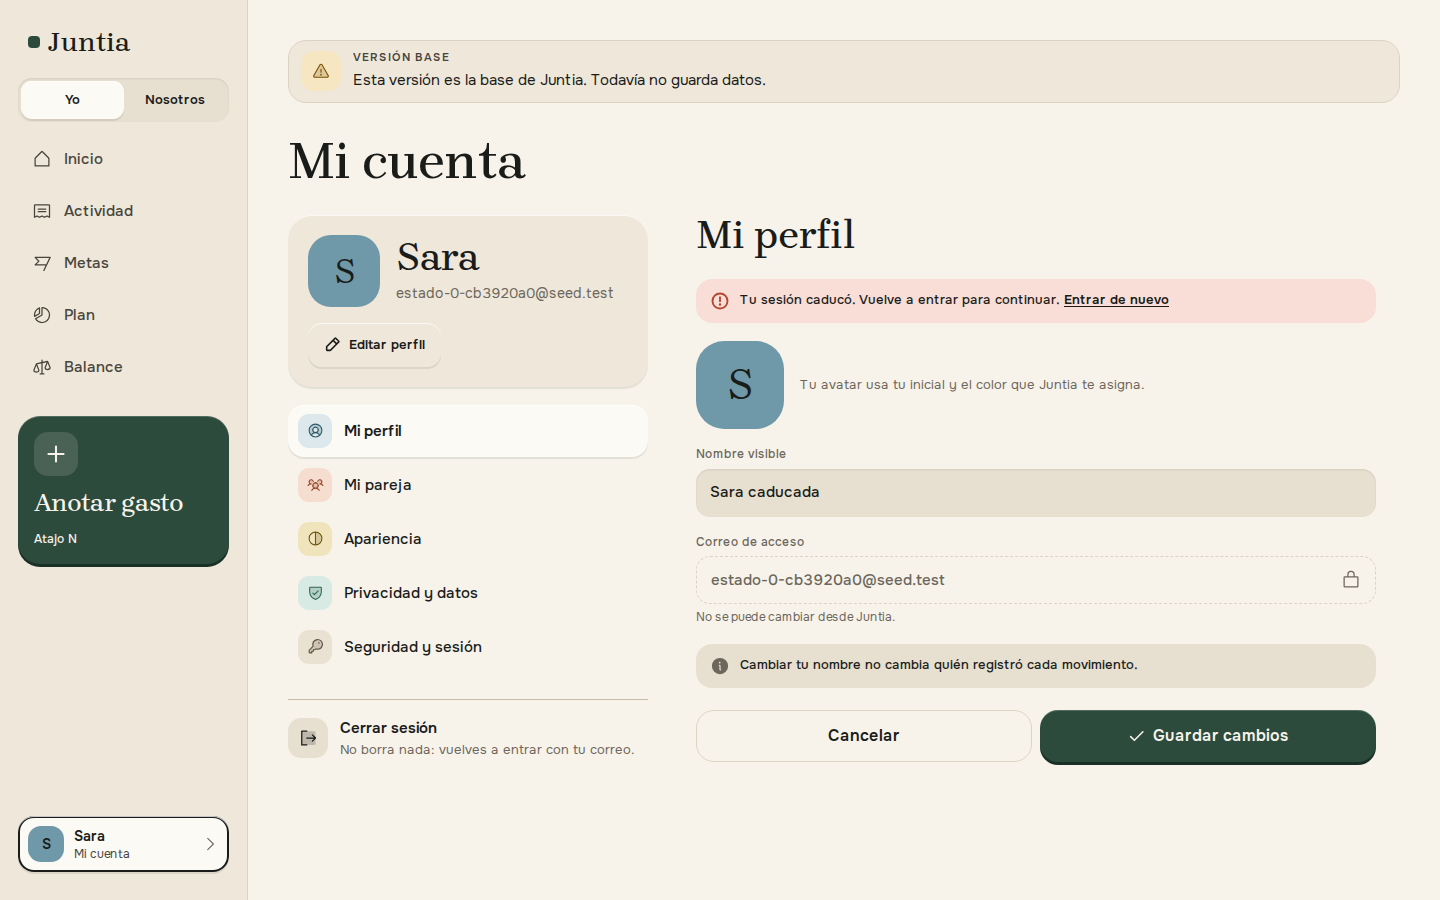 Juntia
Yo
Nosotros
Inicio
Actividad
Metas
Plan
Balance
Anotar gasto
Atajo N
S
Sara
Mi cuenta
VERSIÓN BASE
Esta versión es la base de Juntia. Todavía no guarda datos.
Mi cuenta
S
Sara
estado-0-cb3920a0@seed.test
Editar perfil
Mi perfil
Mi pareja
Apariencia
Privacidad y datos
Seguridad y sesión
Cerrar sesión
No borra nada: vuelves a entrar con tu correo.
Mi perfil
Tu sesión caducó. Vuelve a entrar para continuar. Entrar de nuevo
S
Tu avatar usa tu inicial y el color que Juntia te asigna.
Nombre visible
Sara caducada
Correo de acceso
estado-0-cb3920a0@seed.test
No se puede cambiar desde Juntia.
Cambiar tu nombre no cambia quién registró cada movimiento.
Cancelar
Guardar cambios